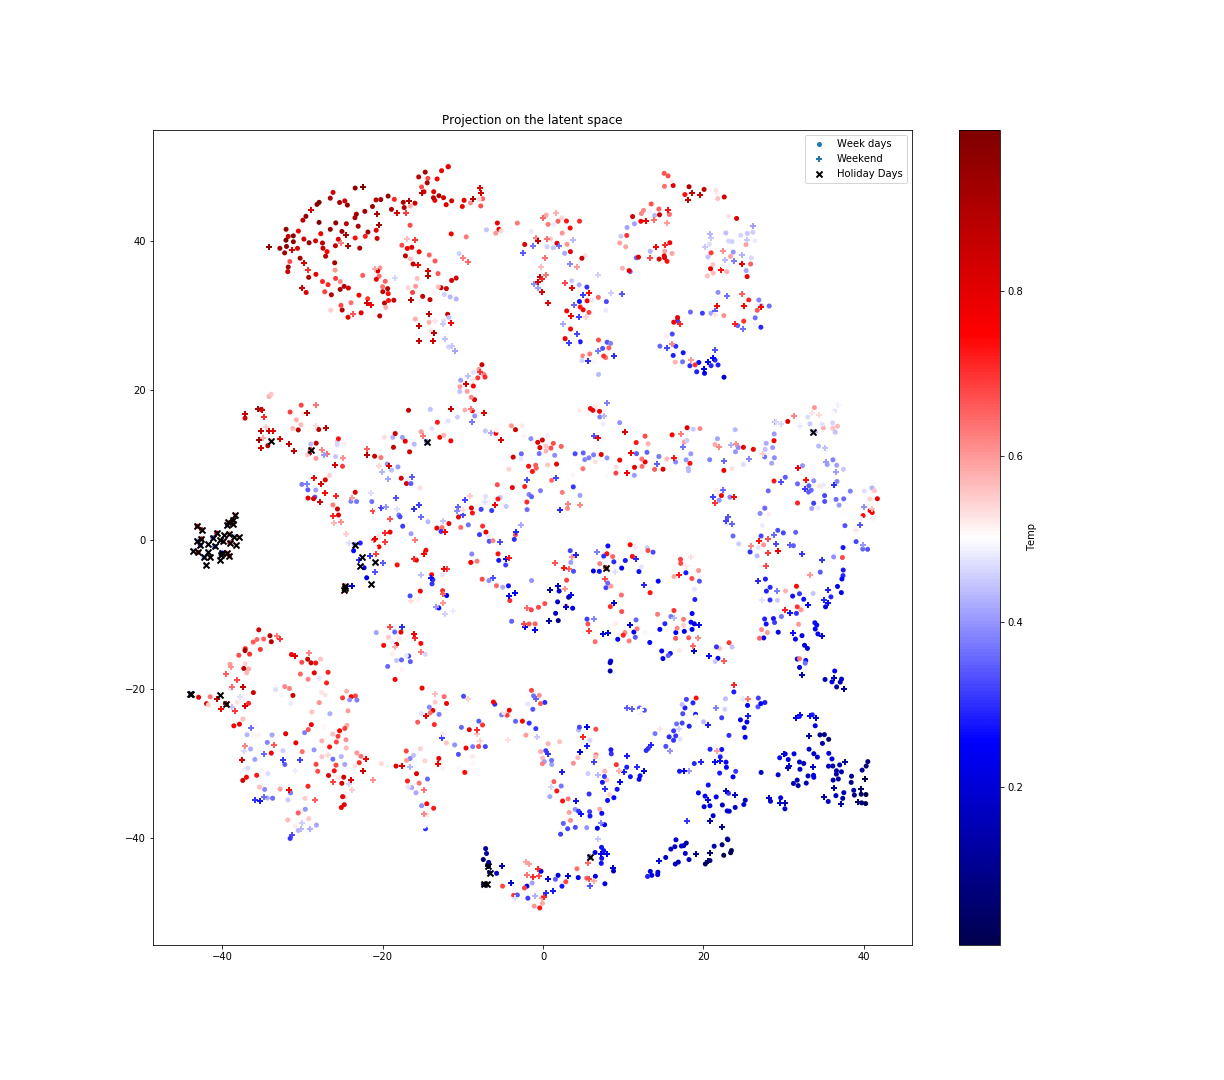 Projection on the latent space
Week days
Weekend
Holiday Days
40
20
0
−20
−40
−40
−20
0
20
40
0.8
0.6
0.4
0.2
Temp